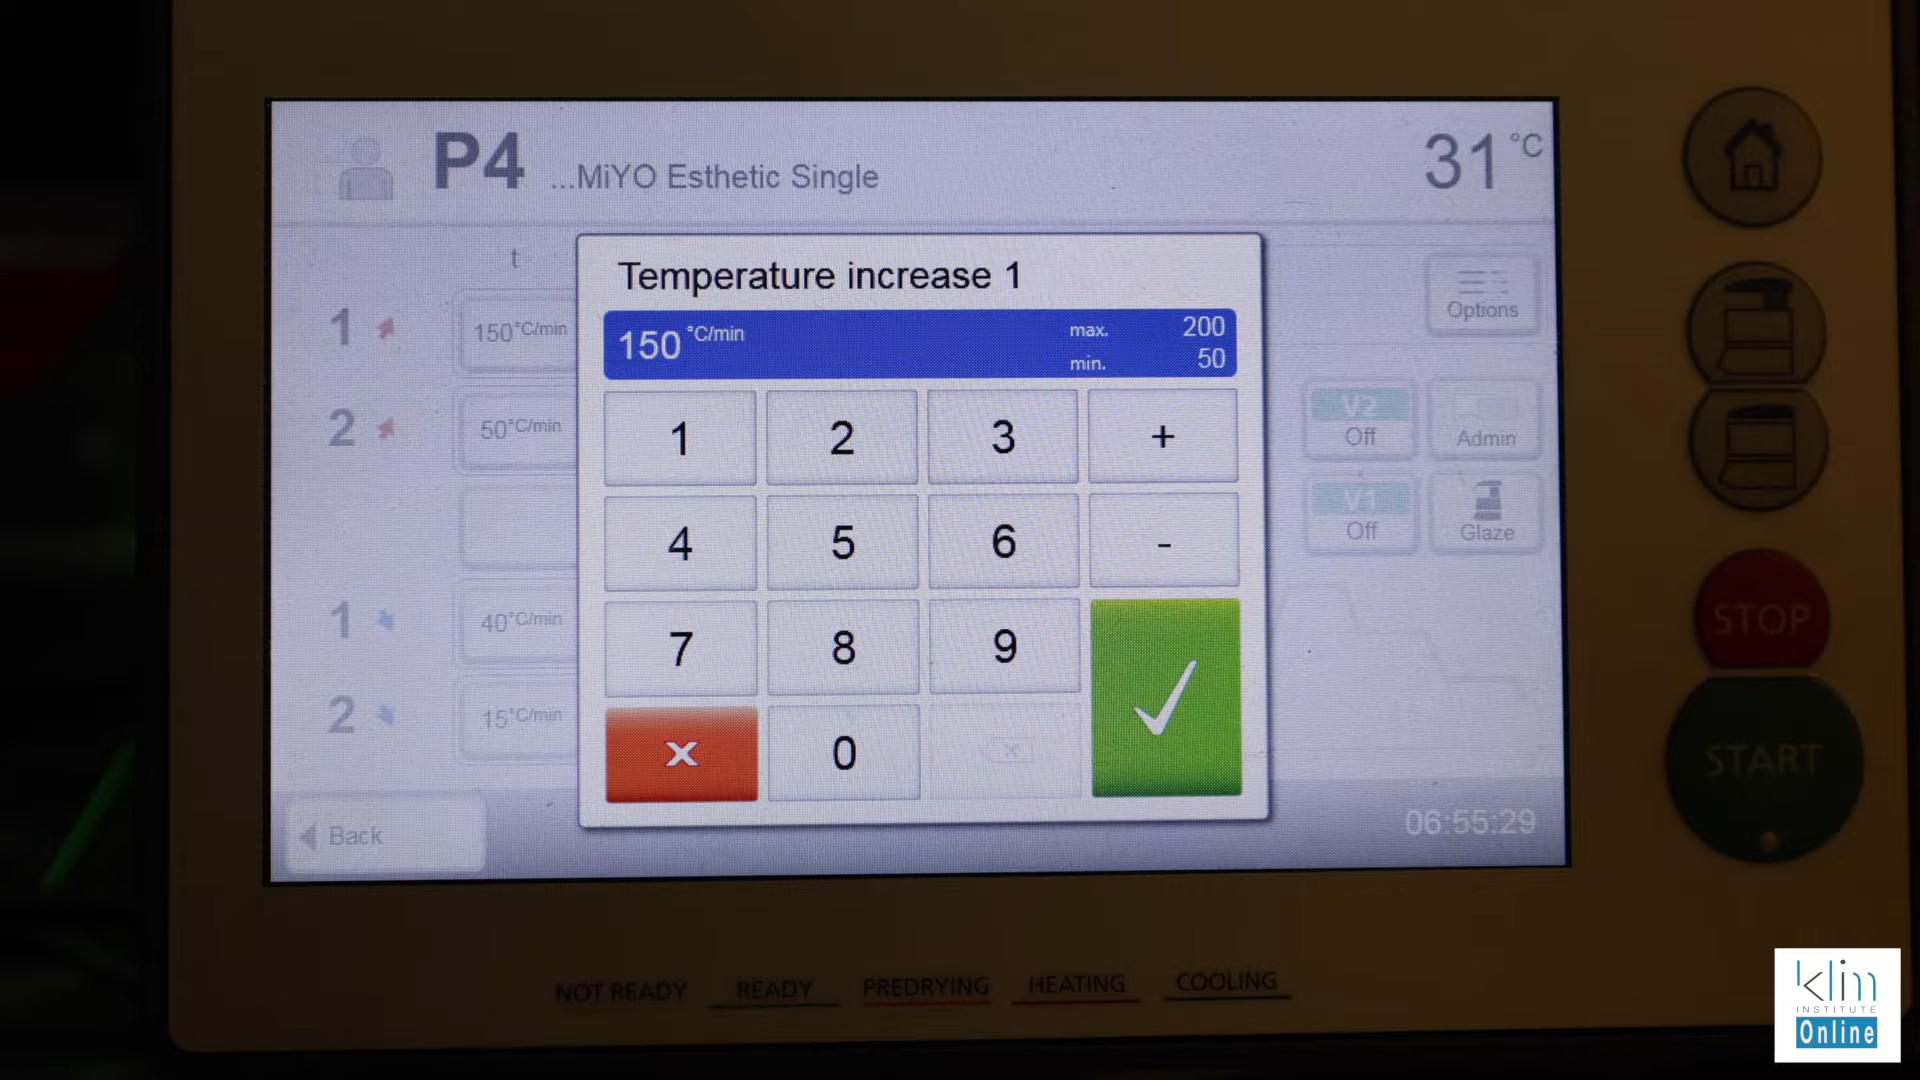 P4 ...MiYO Esthetic Single 31 °C
t
Temperature increase 1
150 °C/min max. 200
min. 50
1 150°C/min
2 50°C/min
1 40°C/min
2 15°C/min
1 2 3 +
4 5 6 -
7 8 9
x 0
Options
V2
Off
Admin
V1
Off
Glaze
Back
06:55:29
STOP
START
NOT READY READY PREDRYING HEATING COOLING
klim
INSTITUTE
Online